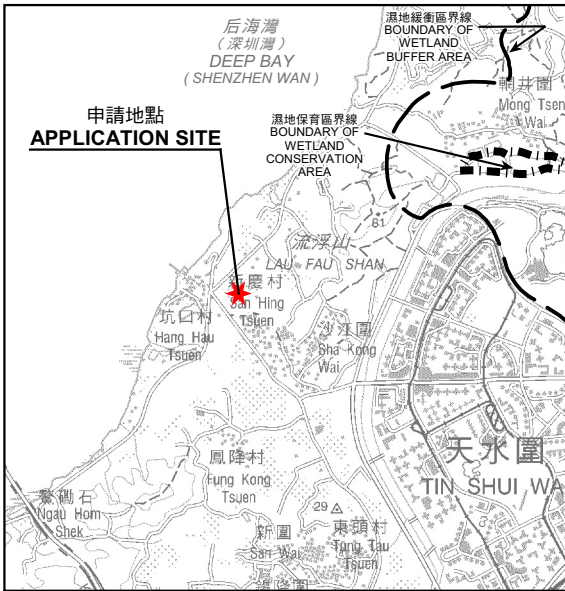 后海灣
(深圳灣)
DEEP BAY
( SHENZHEN WAN )
濕地緩衝區界線
BOUNDARY OF
WETLAND
BUFFER AREA
輞井圍
Mong Tsen
Wai
申請地點
APPLICATION SITE
濕地保育區界線
BOUNDARY OF
WETLAND
CONSERVATION
AREA
81
流浮山
LAU FAU SHAN
慶村
San Hing
Tsuen
坑口村
Hang Hau
Tsuen
沙江圍
Sha Kong
Wai
天水圍
TIN SHUI WA
鳳降村
Fung Kong
Tsuen
鰲磡石
Ngau Hom
Shek
29
新圍
San Wai
東頭村
Tung Tau
Tsuen